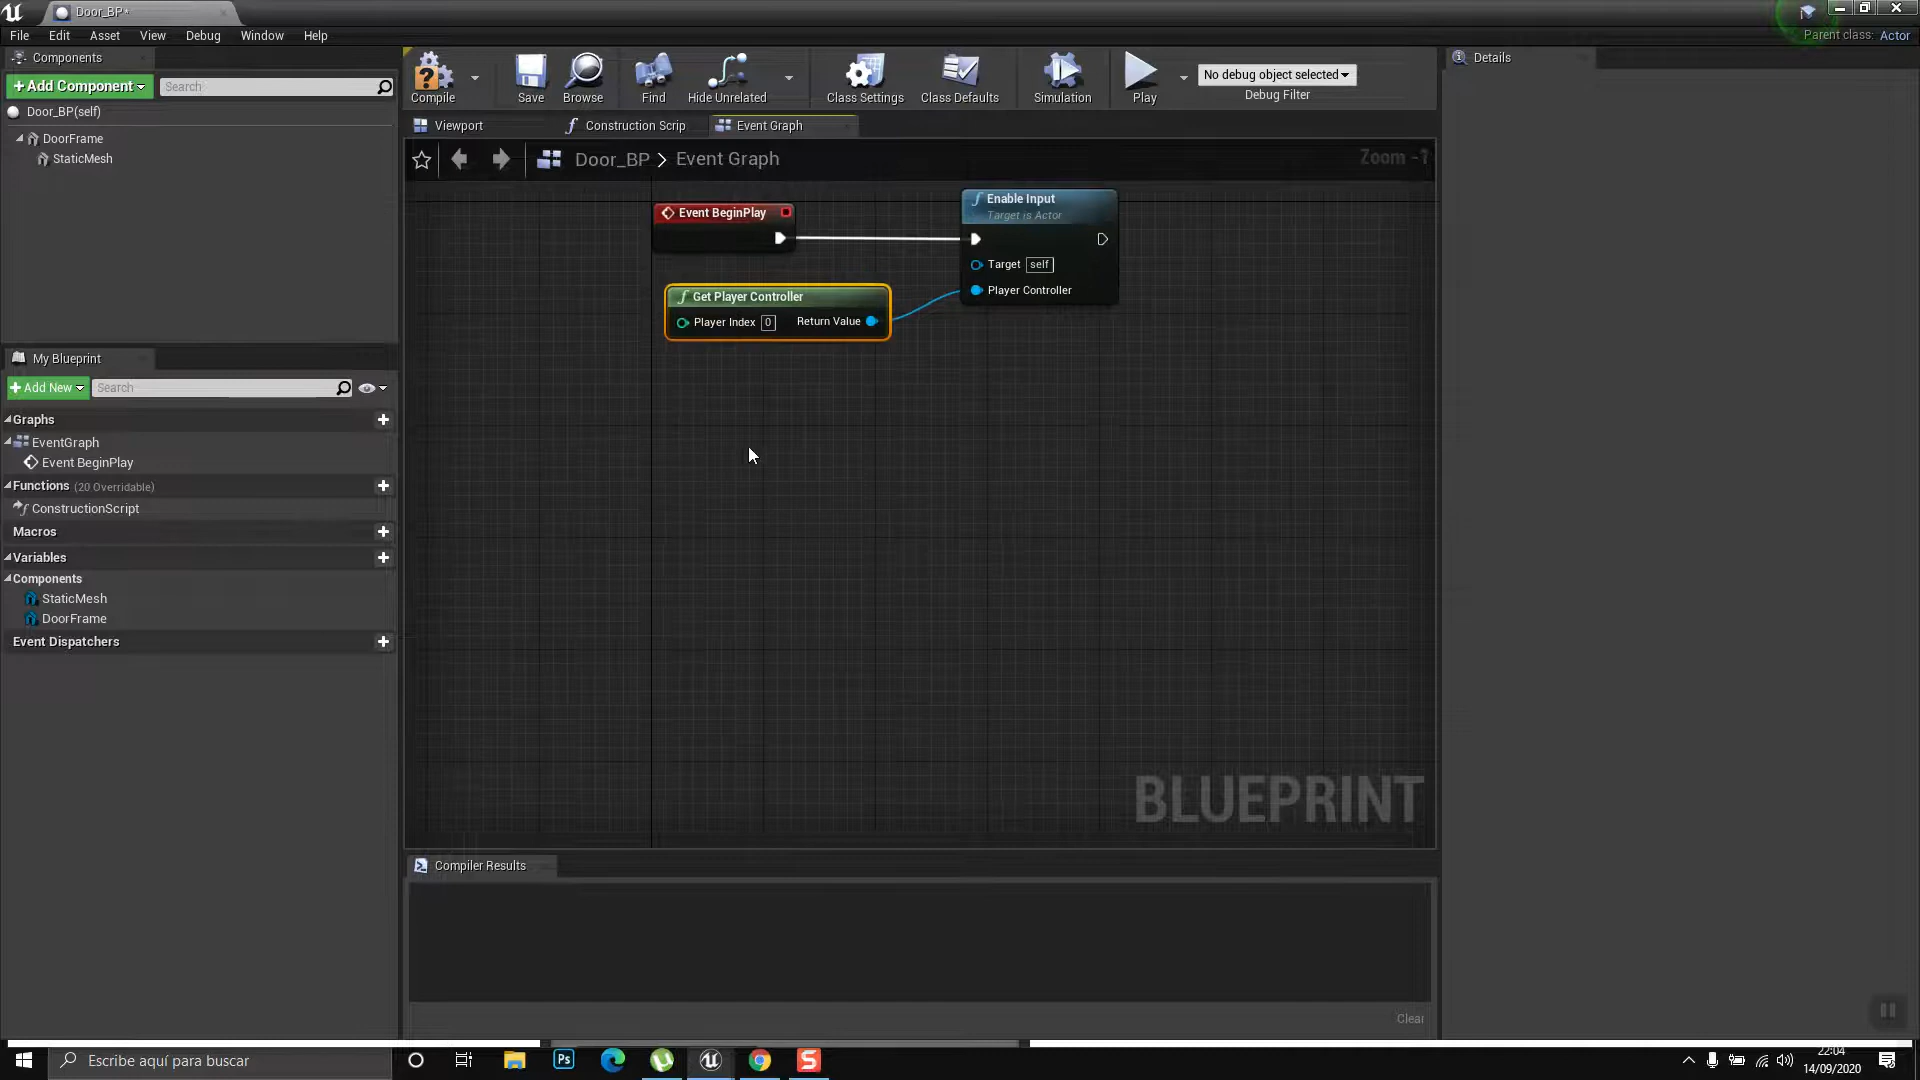 Door_BP*
File Edit Asset View Debug Window Help
Parent class: Actor
Components
+Add Component
Search
Door_BP(self)
DoorFrame
StaticMesh
Compile
Save
Browse
Find
Hide Unrelated
Class Settings
Class Defaults
Simulation
Play
No debug object selected
Debug Filter
Details
Viewport
Construction Scrip
Event Graph
Door_BP > Event Graph
Zoom -1
Event BeginPlay
Enable Input
Target is Actor
Target self
Player Controller
Get Player Controller
Player Index 0 Return Value
My Blueprint
+Add New
Search
Graphs
EventGraph
Event BeginPlay
Functions (20 Overridable)
ConstructionScript
Macros
Variables
Components
StaticMesh
DoorFrame
Event Dispatchers
BLUEPRINT
Compiler Results
Clear
Escribe aquí para buscar
Ps
S
22:04
14/09/2020